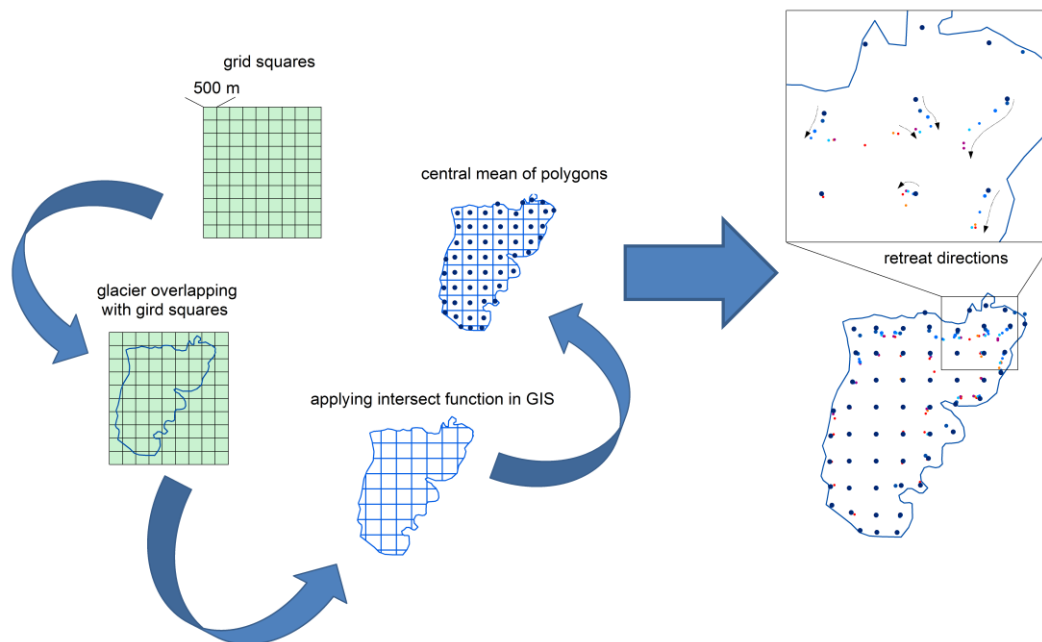 grid squares
500 m
glacier overlapping
with gird squares
applying intersect function in GIS
central mean of polygons
retreat directions